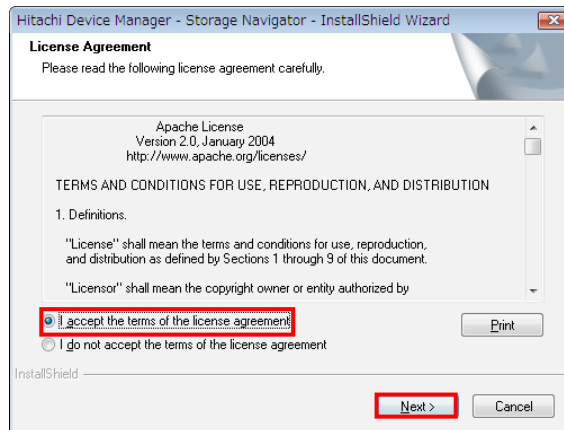 Hitachi Device Manager - Storage Navigator - InstallShield Wizard
License Agreement
Please read the following license agreement carefully.
Apache License
Version 2.0, January 2004
http://www.apache.org/licenses/
TERMS AND CONDITIONS FOR USE, REPRODUCTION, AND DISTRIBUTION
1. Definitions.
"License" shall mean the terms and conditions for use, reproduction,
and distribution as defined by Sections 1 through 9 of this document.
"Licensor" shall mean the copyright owner or entity authorized by
I accept the terms of the license agreement
Print
I do not accept the terms of the license agreement
InstallShield
Next >
Cancel